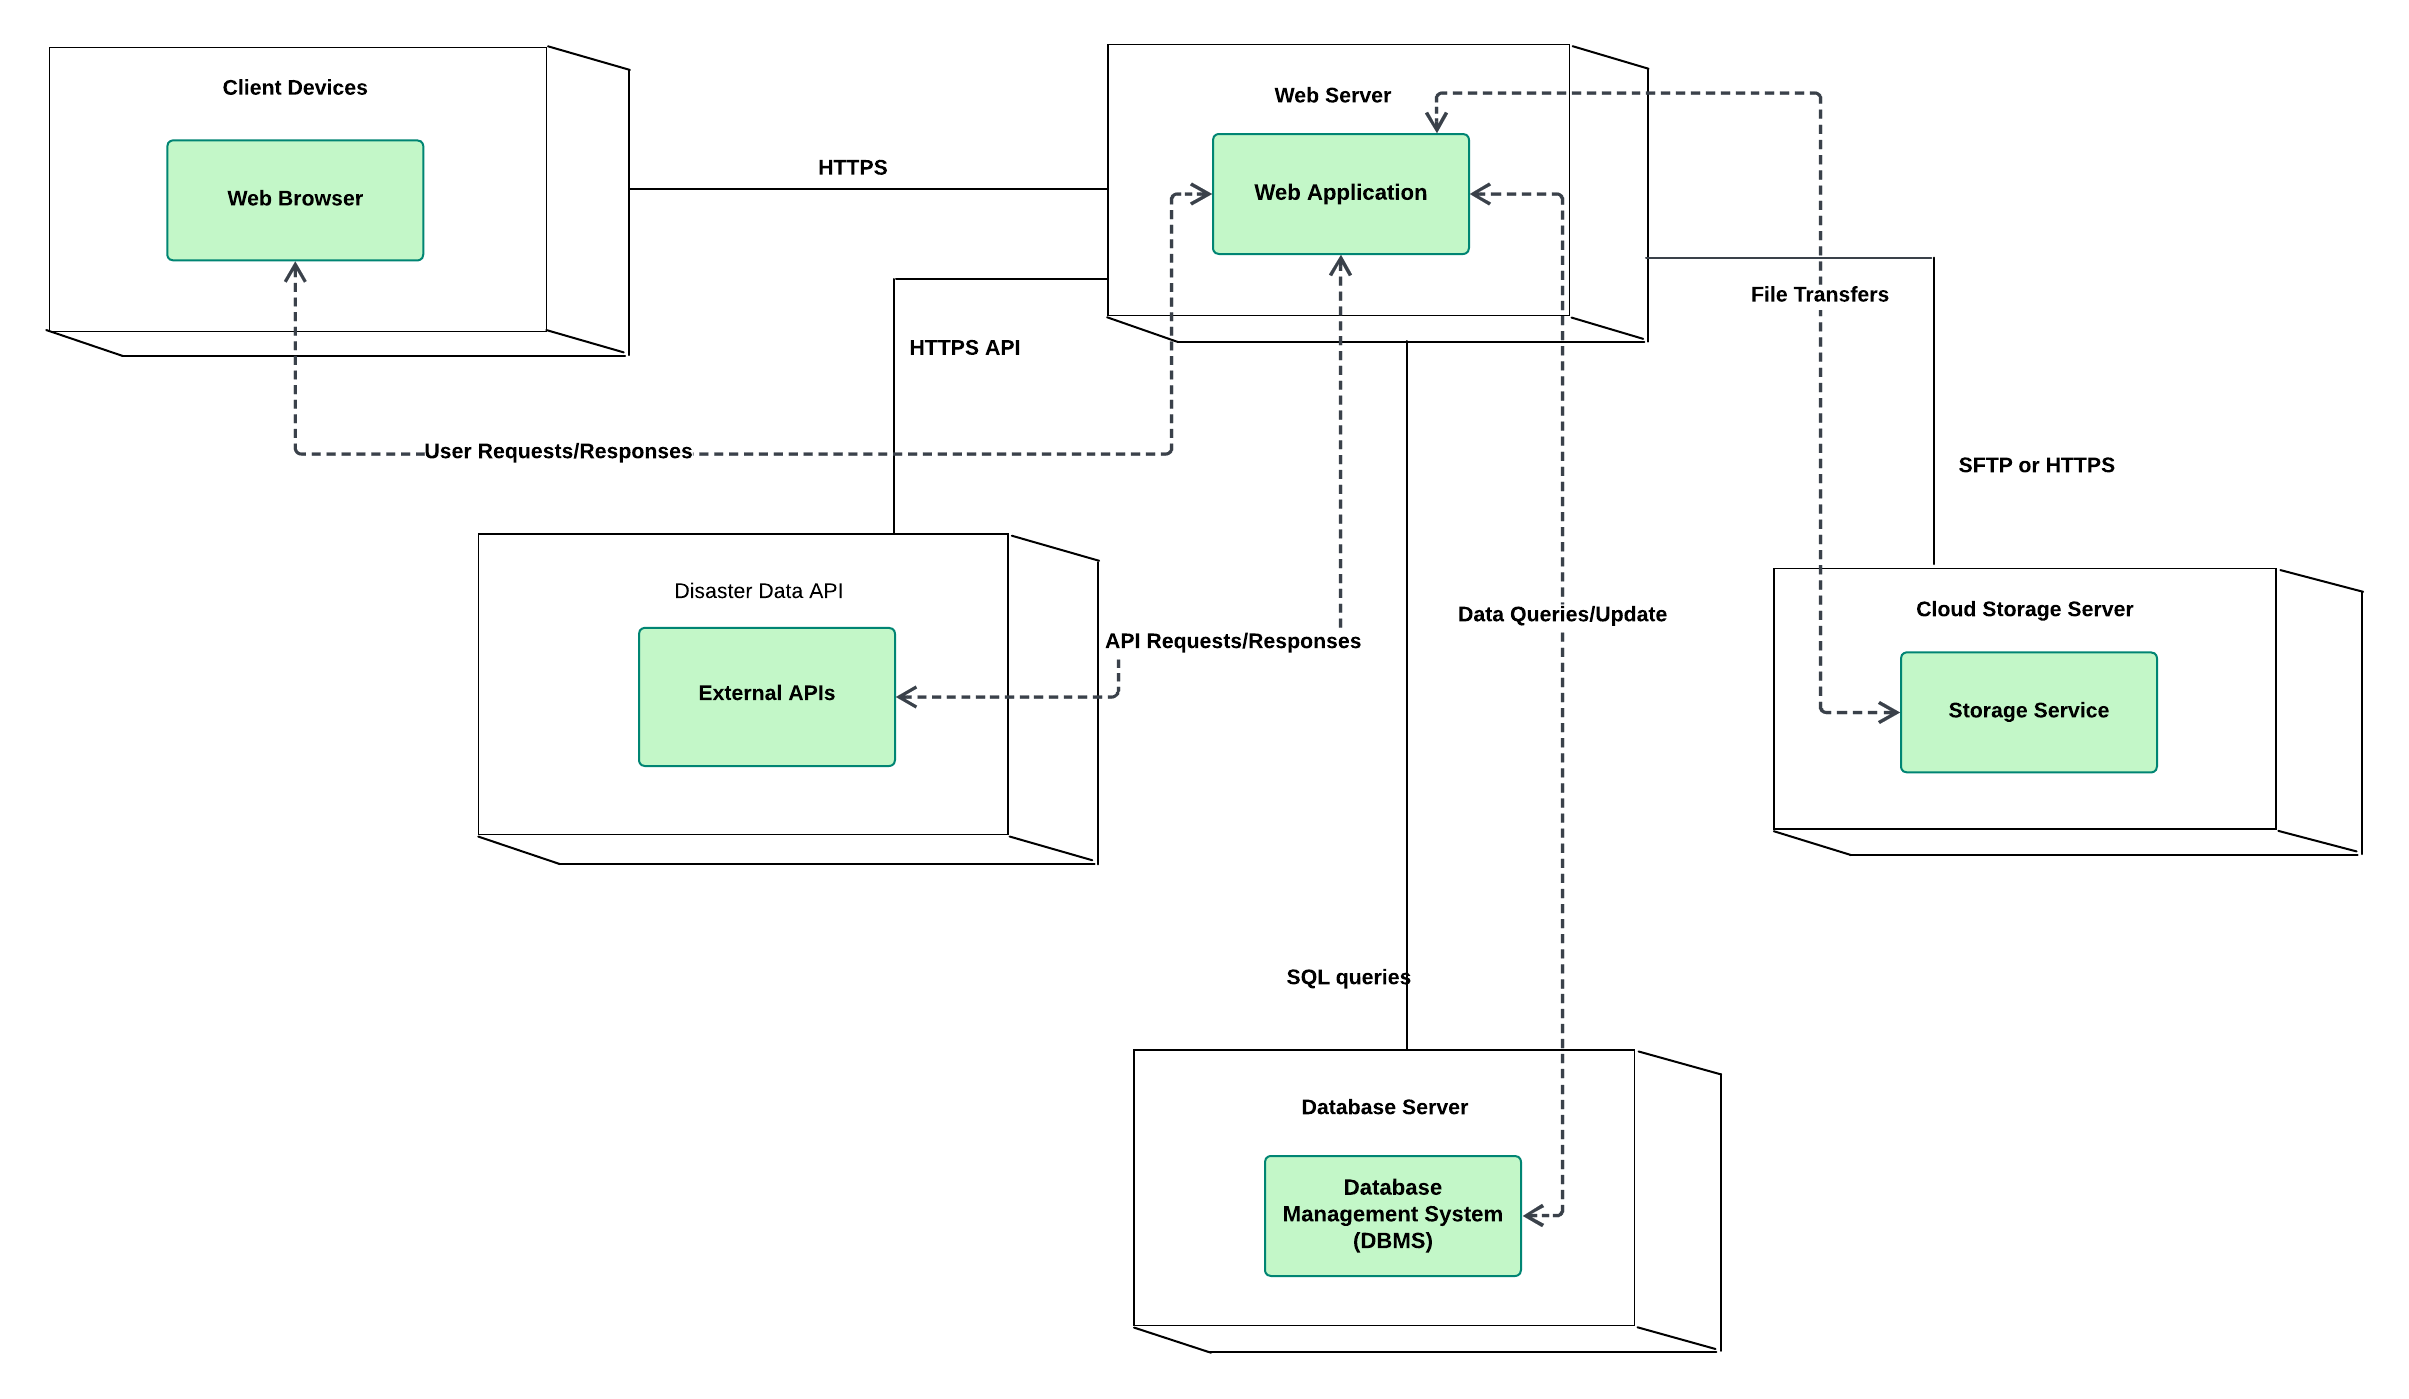 Client Devices
Web Browser
HTTPS
Web Server
Web Application
File Transfers
HTTPS API
User Requests/Responses
SFTP or HTTPS
Disaster Data API
External APIs
API Requests/Responses
Data Queries/Update
Cloud Storage Server
Storage Service
SQL queries
Database Server
Database
Management System
(DBMS)